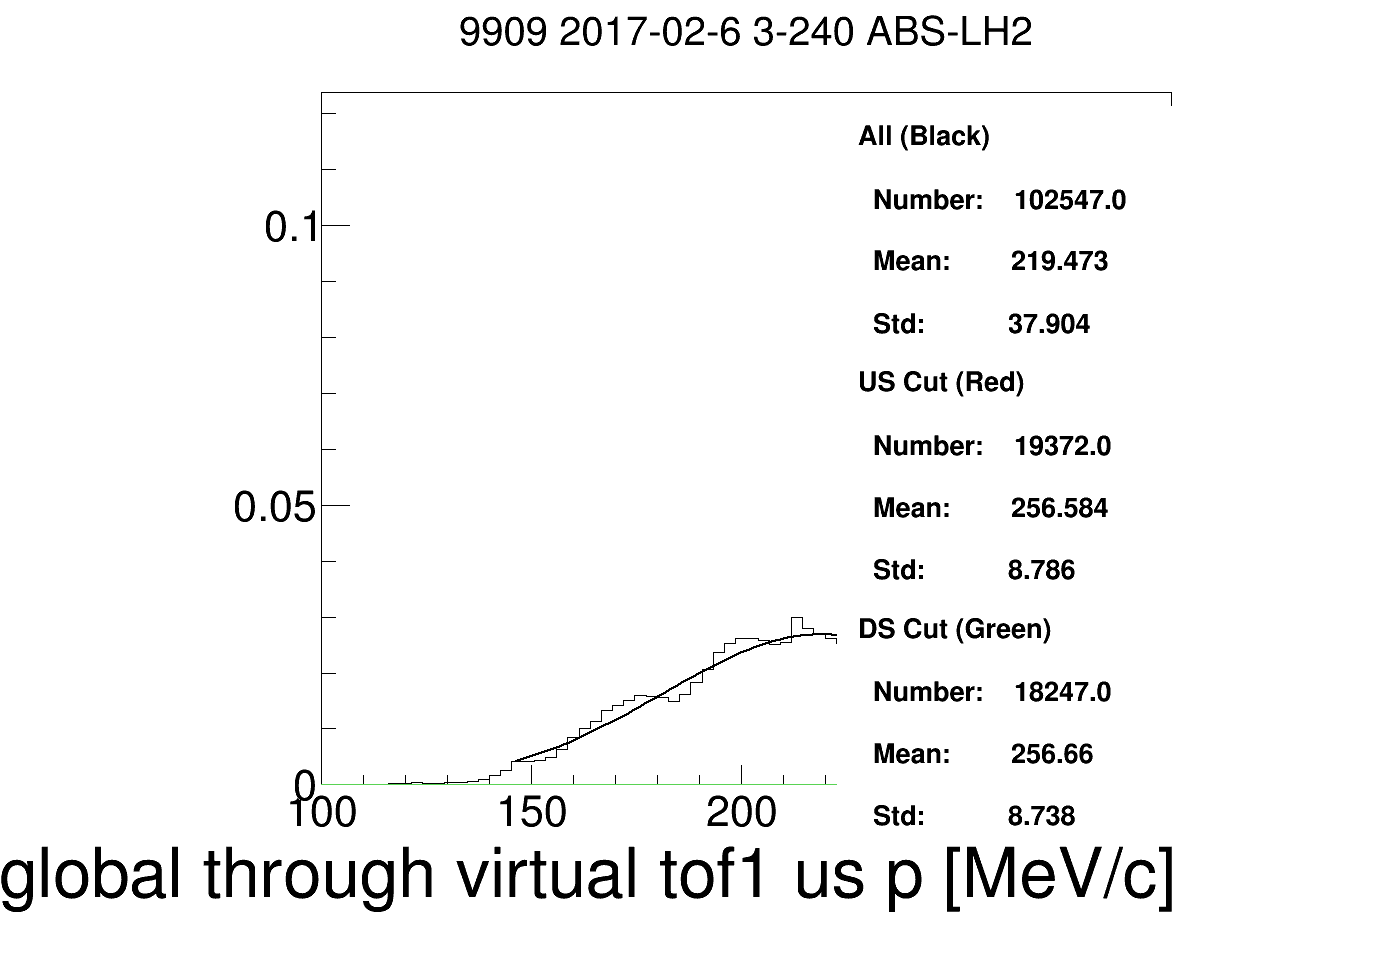 9909 2017-02-6 3-240 ABS-LH2
All (Black)
Number: 102547.0
Mean: 219.473
Std: 37.904
US Cut (Red)
Number: 19372.0
Mean: 256.584
Std: 8.786
DS Cut (Green)
Number: 18247.0
Mean: 256.66
Std: 8.738
0.1
0.05
0
100 150 200
global through virtual tof1 us p [MeV/c]